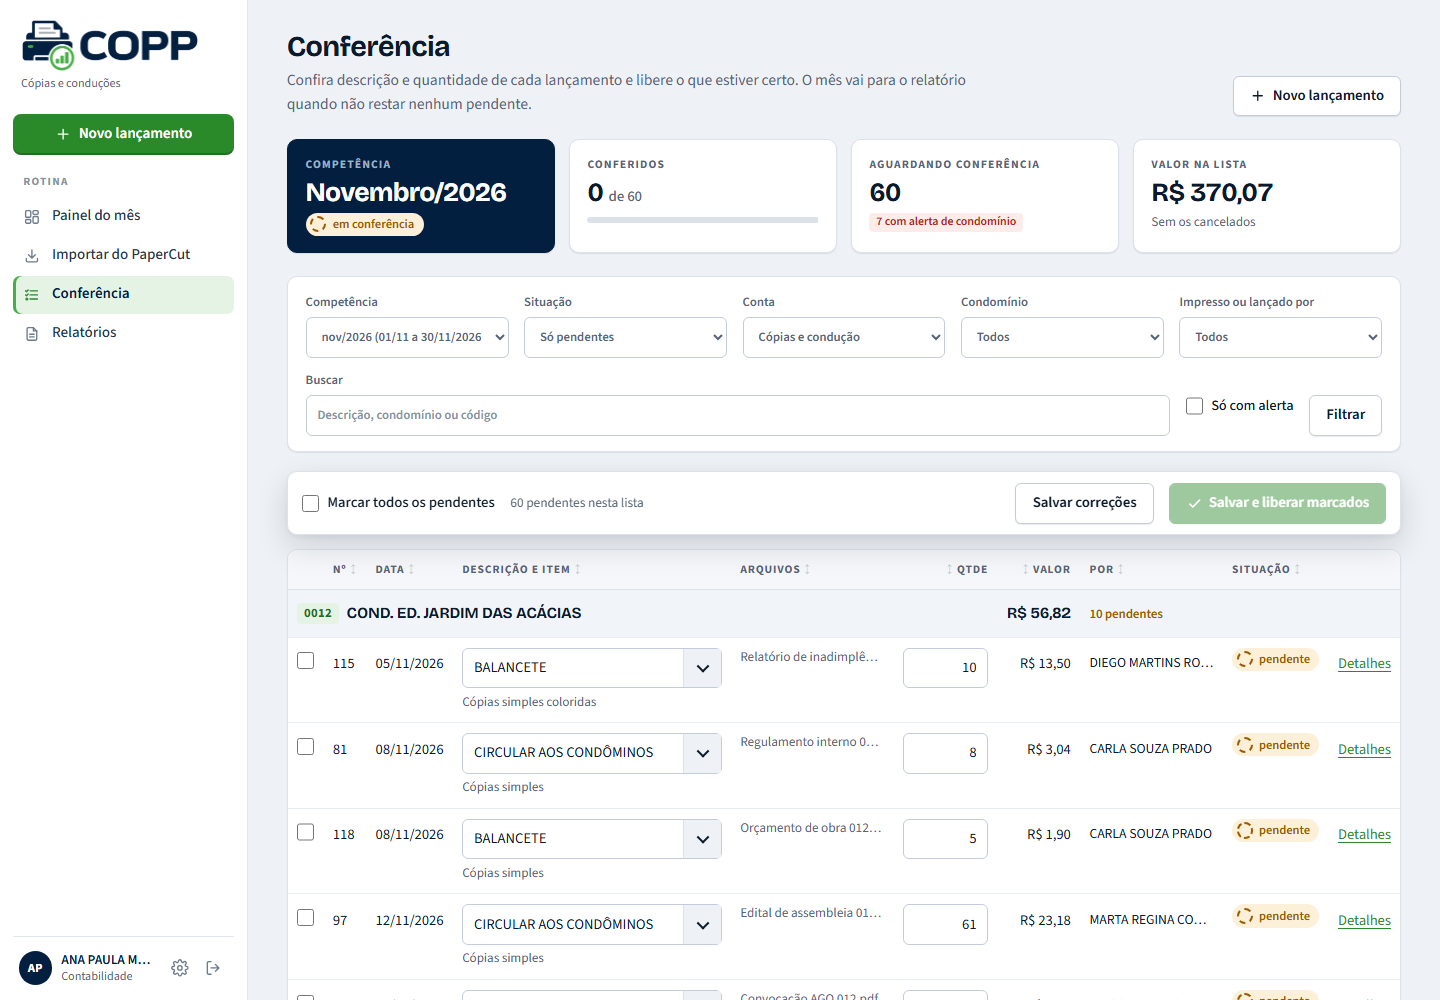 COPP
Cópias e conduções
Novo lançamento
ROTINA
Painel do mês
Importar do PaperCut
Conferência
Relatórios
AP
ANA PAULA M...
Contabilidade
Conferência
Confira descrição e quantidade de cada lançamento e libere o que estiver certo. O mês vai para o relatório
quando não restar nenhum pendente.
Novo lançamento
COMPETÊNCIA
Novembro/2026
em conferência
CONFERIDOS
0 de 60
AGUARDANDO CONFERÊNCIA
60
7 com alerta de condomínio
VALOR NA LISTA
R$ 370,07
Sem os cancelados
Competência
Situação
Conta
Condomínio
Impresso ou lançado por
nov/2026 (01/11 a 30/11/2026
Só pendentes
Cópias e condução
Todos
Todos
Buscar
Descrição, condomínio ou código
Só com alerta
Filtrar
Marcar todos os pendentes
60 pendentes nesta lista
Salvar correções
Salvar e liberar marcados
Nº DATA DESCRIÇÃO E ITEM ARQUIVOS QTDE VALOR POR SITUAÇÃO
0012 COND. ED. JARDIM DAS ACÁCIAS R$ 56,82 10 pendentes
115 05/11/2026 BALANCETE Relatório de inadimplê... 10 R$ 13,50 DIEGO MARTINS RO... pendente Detalhes
Cópias simples coloridas
81 08/11/2026 CIRCULAR AOS CONDÔMINOS Regulamento interno 0... 8 R$ 3,04 CARLA SOUZA PRADO pendente Detalhes
Cópias simples
118 08/11/2026 BALANCETE Orçamento de obra 012... 5 R$ 1,90 CARLA SOUZA PRADO pendente Detalhes
Cópias simples
97 12/11/2026 CIRCULAR AOS CONDÔMINOS Edital de assembleia 01... 61 R$ 23,18 MARTA REGINA CO... pendente Detalhes
Cópias simples
Convocação AGO 012.pdf pendente